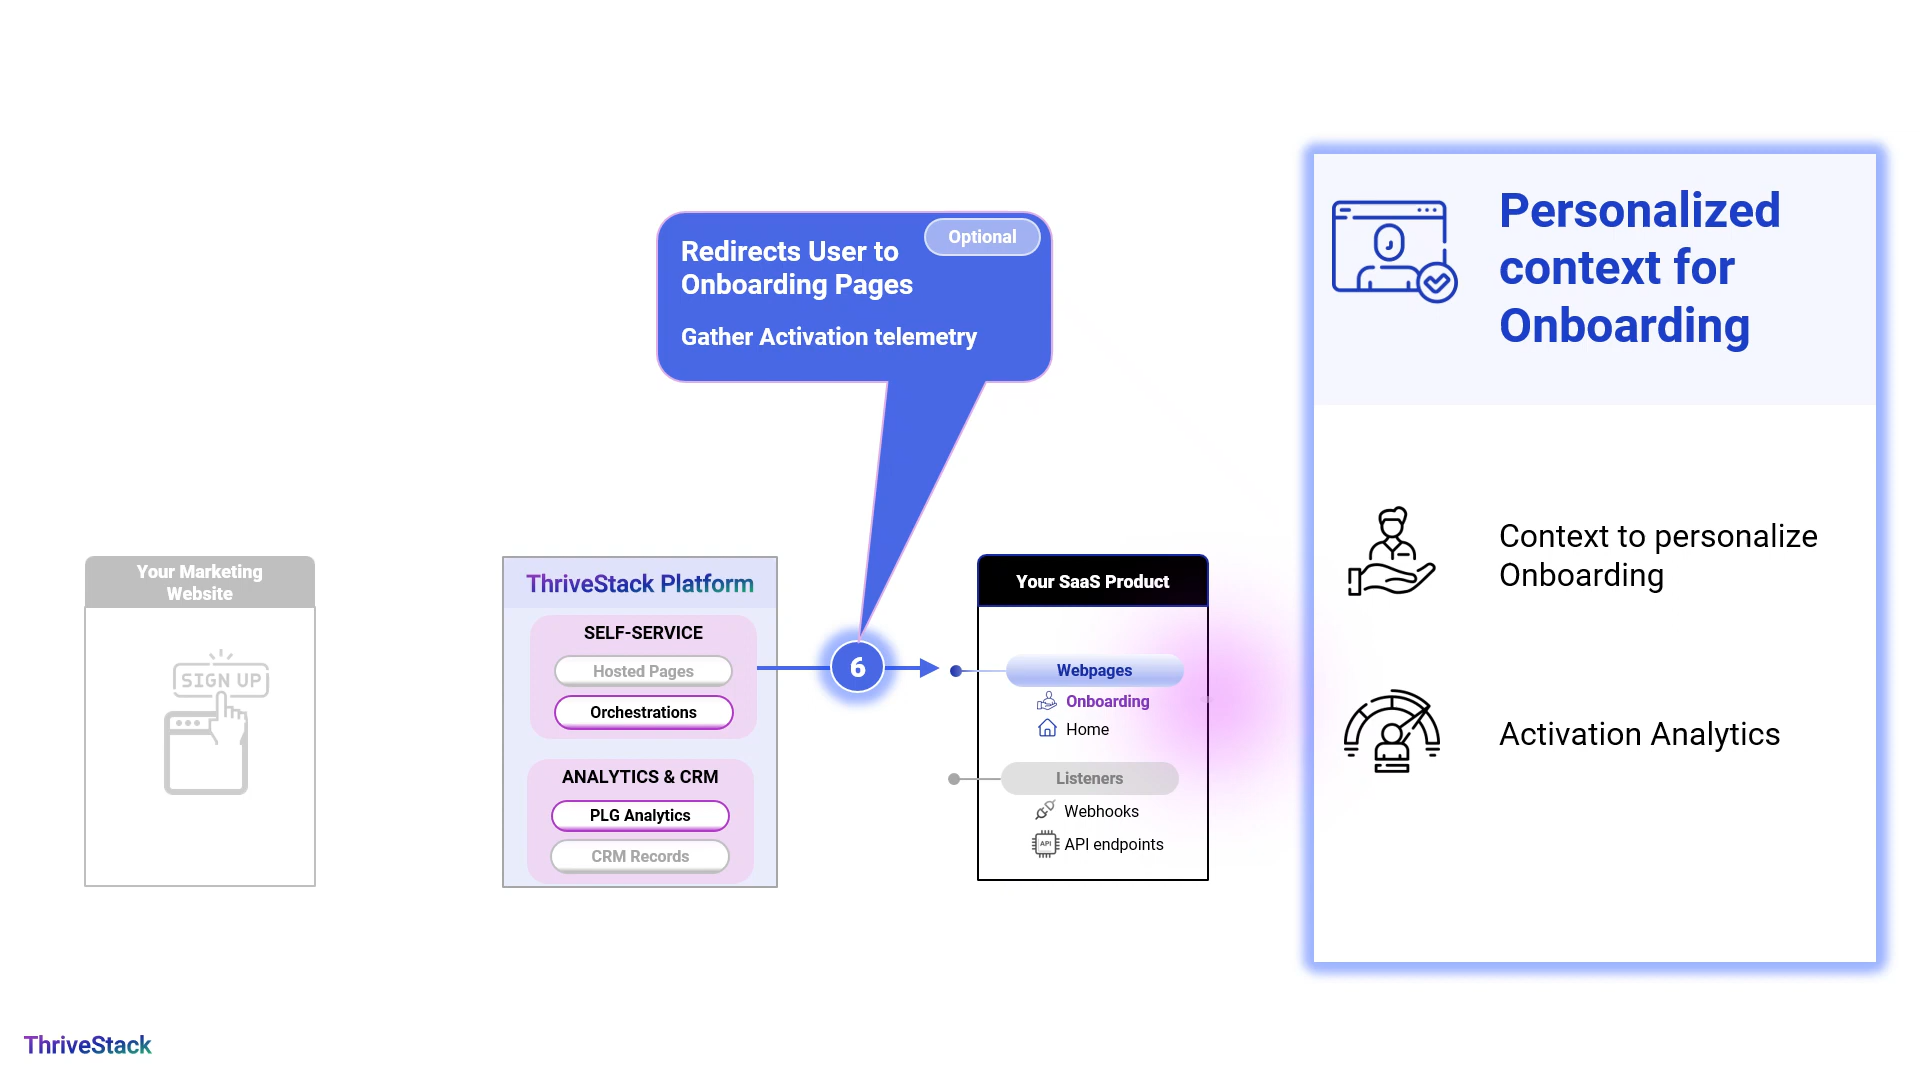 Optional
Redirects User to
Onboarding Pages
Gather Activation telemetry
Personalized
context for
Onboarding
Context to personalize
Onboarding
Activation Analytics
Your Marketing
Website
SIGN UP
ThriveStack Platform
SELF-SERVICE
Hosted Pages
Orchestrations
ANALYTICS & CRM
PLG Analytics
CRM Records
6
Your SaaS Product
Webpages
Onboarding
Home
Listeners
Webhooks
API
API endpoints
ThriveStack